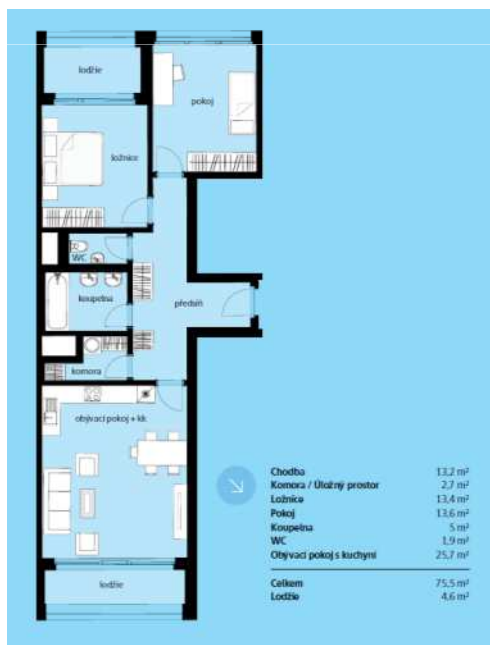 lodžie
pokoj
ložnice
WC
koupelna
předsíň
komora
obývací pokoj + kk
lodžie
Chodba 13,2 m²
Komora / Úložný prostor 2,7 m²
Ložnice 13,4 m²
Pokoj 13,6 m²
Koupelna 5 m²
WC 1,9 m²
Obývací pokoj s kuchyní 25,7 m²
Celkem 75,5 m²
Lodžie 4,6 m²